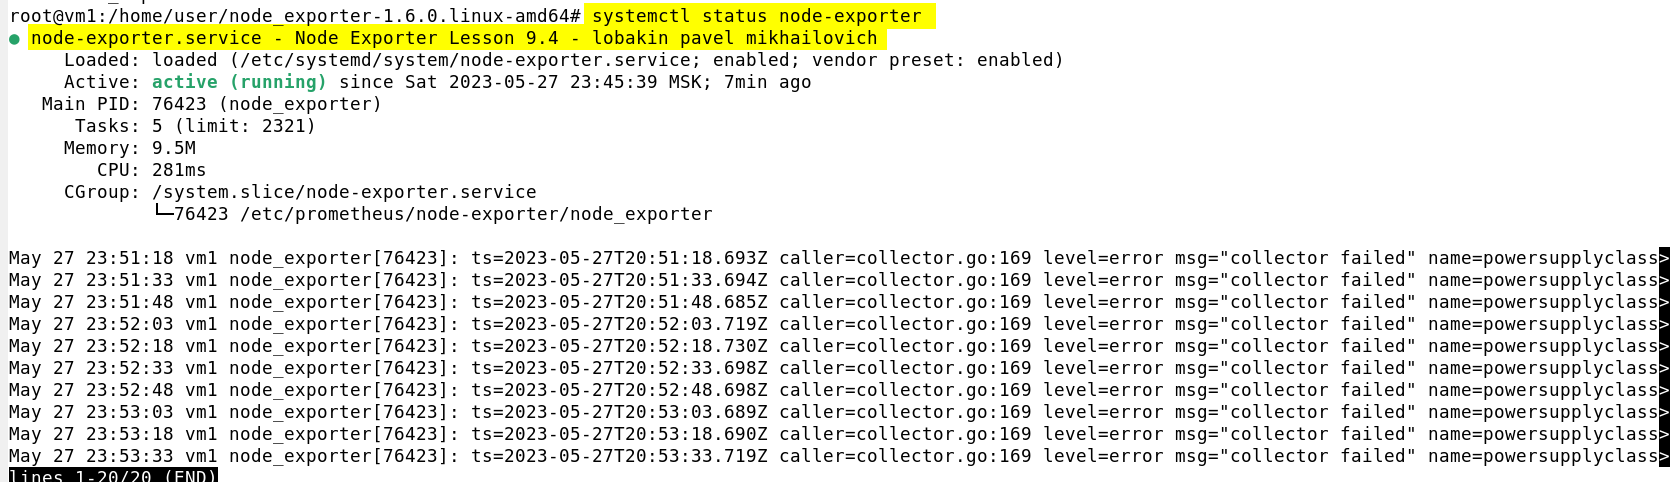 root@vm1:/home/user/node_exporter-1.6.0.linux-amd64# systemctl status node-exporter
● node-exporter.service - Node Exporter Lesson 9.4 - lobakin pavel mikhailovich
Loaded: loaded (/etc/systemd/system/node-exporter.service; enabled; vendor preset: enabled)
Active: active (running) since Sat 2023-05-27 23:45:39 MSK; 7min ago
Main PID: 76423 (node_exporter)
Tasks: 5 (limit: 2321)
Memory: 9.5M
CPU: 281ms
CGroup: /system.slice/node-exporter.service
└─76423 /etc/prometheus/node-exporter/node_exporter
May 27 23:51:18 vm1 node_exporter[76423]: ts=2023-05-27T20:51:18.693Z caller=collector.go:169 level=error msg="collector failed" name=powersupplyclass>
May 27 23:51:33 vm1 node_exporter[76423]: ts=2023-05-27T20:51:33.694Z caller=collector.go:169 level=error msg="collector failed" name=powersupplyclass>
May 27 23:51:48 vm1 node_exporter[76423]: ts=2023-05-27T20:51:48.685Z caller=collector.go:169 level=error msg="collector failed" name=powersupplyclass>
May 27 23:52:03 vm1 node_exporter[76423]: ts=2023-05-27T20:52:03.719Z caller=collector.go:169 level=error msg="collector failed" name=powersupplyclass>
May 27 23:52:18 vm1 node_exporter[76423]: ts=2023-05-27T20:52:18.730Z caller=collector.go:169 level=error msg="collector failed" name=powersupplyclass>
May 27 23:52:33 vm1 node_exporter[76423]: ts=2023-05-27T20:52:33.698Z caller=collector.go:169 level=error msg="collector failed" name=powersupplyclass>
May 27 23:52:48 vm1 node_exporter[76423]: ts=2023-05-27T20:52:48.698Z caller=collector.go:169 level=error msg="collector failed" name=powersupplyclass>
May 27 23:53:03 vm1 node_exporter[76423]: ts=2023-05-27T20:53:03.689Z caller=collector.go:169 level=error msg="collector failed" name=powersupplyclass>
May 27 23:53:18 vm1 node_exporter[76423]: ts=2023-05-27T20:53:18.690Z caller=collector.go:169 level=error msg="collector failed" name=powersupplyclass>
May 27 23:53:33 vm1 node_exporter[76423]: ts=2023-05-27T20:53:33.719Z caller=collector.go:169 level=error msg="collector failed" name=powersupplyclass>
lines 1-20/20 (END)